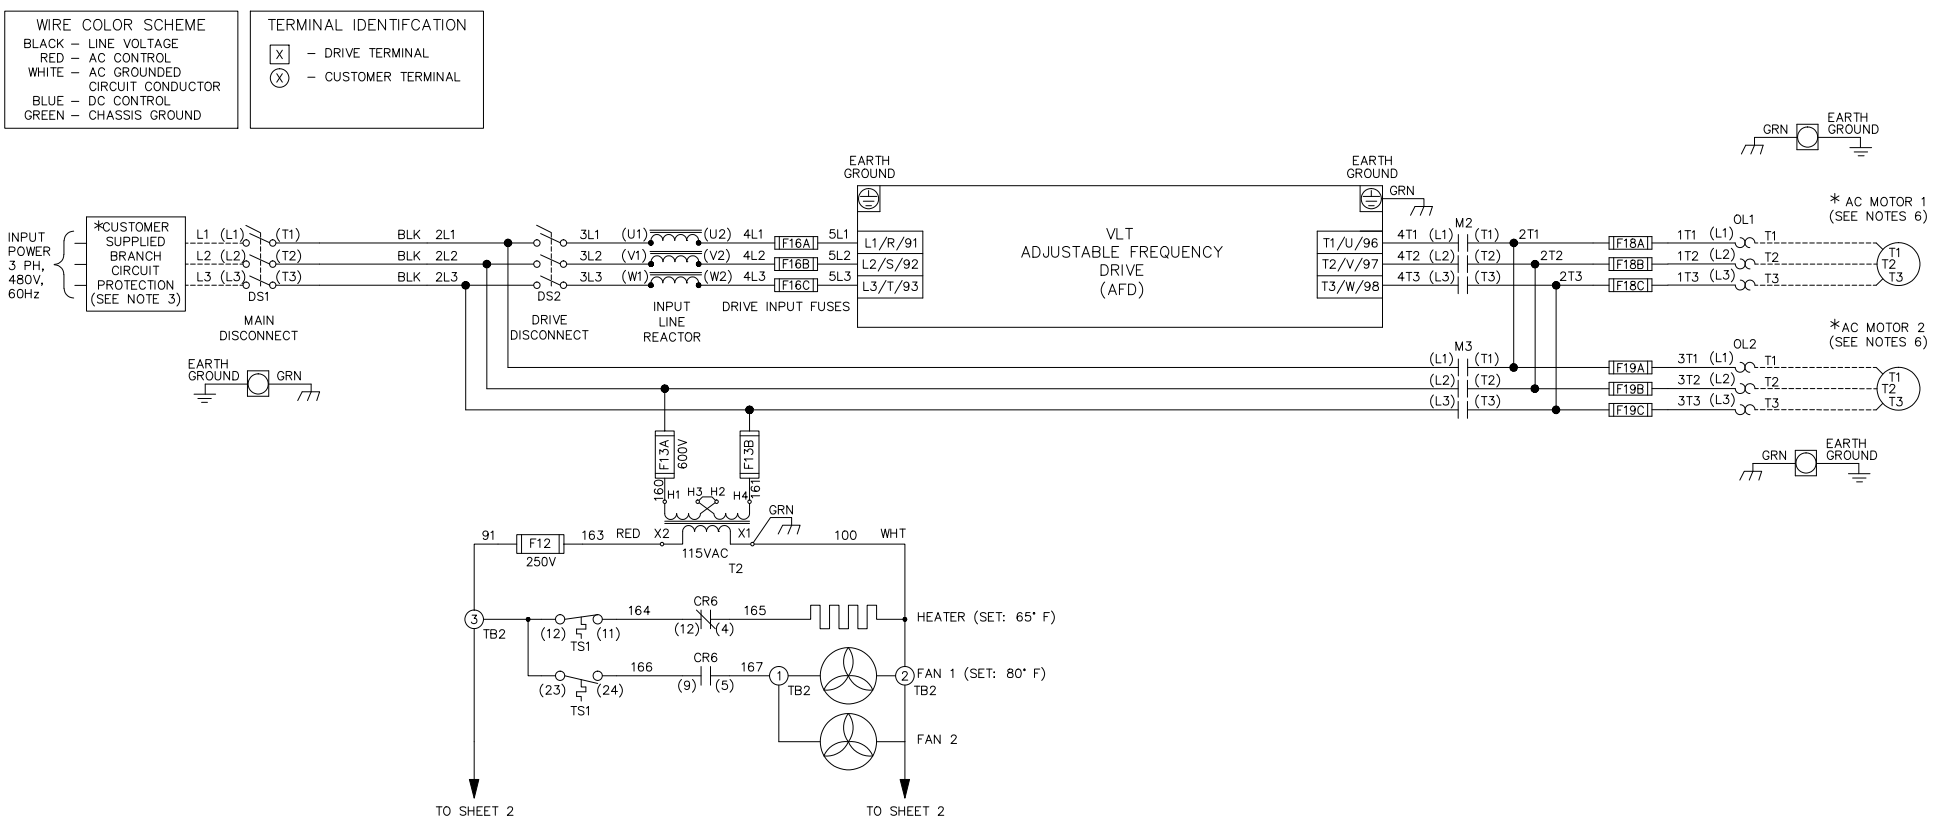 WIRE COLOR SCHEME
BLACK – LINE VOLTAGE
RED – AC CONTROL
WHITE – AC GROUNDED
CIRCUIT CONDUCTOR
BLUE – DC CONTROL
GREEN – CHASSIS GROUND
TERMINAL IDENTIFCATION
X – DRIVE TERMINAL
X – CUSTOMER TERMINAL
INPUT
POWER
3 PH,
480V,
60Hz
*CUSTOMER
SUPPLIED
BRANCH
CIRCUIT
PROTECTION
(SEE NOTE 3)
L1 (L1) (T1) BLK 2L1
L2 (L2) (T2) BLK 2L2
L3 (L3) (T3) BLK 2L3
DS1
MAIN
DISCONNECT
EARTH
GROUND GRN
3L1 (U1) (U2) 4L1 F16A 5L1
3L2 (V1) (V2) 4L2 F16B 5L2
3L3 (W1) (W2) 4L3 F16C 5L3
DS2
DRIVE
DISCONNECT
INPUT
LINE
REACTOR
DRIVE INPUT FUSES
EARTH
GROUND
L1/R/91
L2/S/92
L3/T/93
VLT
ADJUSTABLE FREQUENCY
DRIVE
(AFD)
EARTH
GROUND
GRN
T1/U/96
T2/V/97
T3/W/98
M2
4T1 (L1) (T1) 2T1 F18A 1T1 (L1) T1
4T2 (L2) (T2) 2T2 F18B 1T2 (L2) T2
4T3 (L3) (T3) 2T3 F18C 1T3 (L3) T3
OL1
GRN
EARTH
GROUND
* AC MOTOR 1
(SEE NOTES 6)
T1
T2
T3
M3
(L1) (T1) F19A 3T1 (L1) T1
(L2) (T2) F19B 3T2 (L2) T2
(L3) (T3) F19C 3T3 (L3) T3
OL2
*AC MOTOR 2
(SEE NOTES 6)
T1
T2
T3
GRN
EARTH
GROUND
F13A
600V
F13B
160
161
H1 H3 H2 H4
GRN
91 F12 163 RED X2 X1 100 WHT
250V
115VAC
T2
3
TB2
(12) (11)
TS1
164
CR6
(12) (4)
165
HEATER (SET: 65° F)
(23) (24)
TS1
166
CR6
(9) (5)
167
1
TB2
2
TB2
FAN 1 (SET: 80° F)
FAN 2
TO SHEET 2
TO SHEET 2